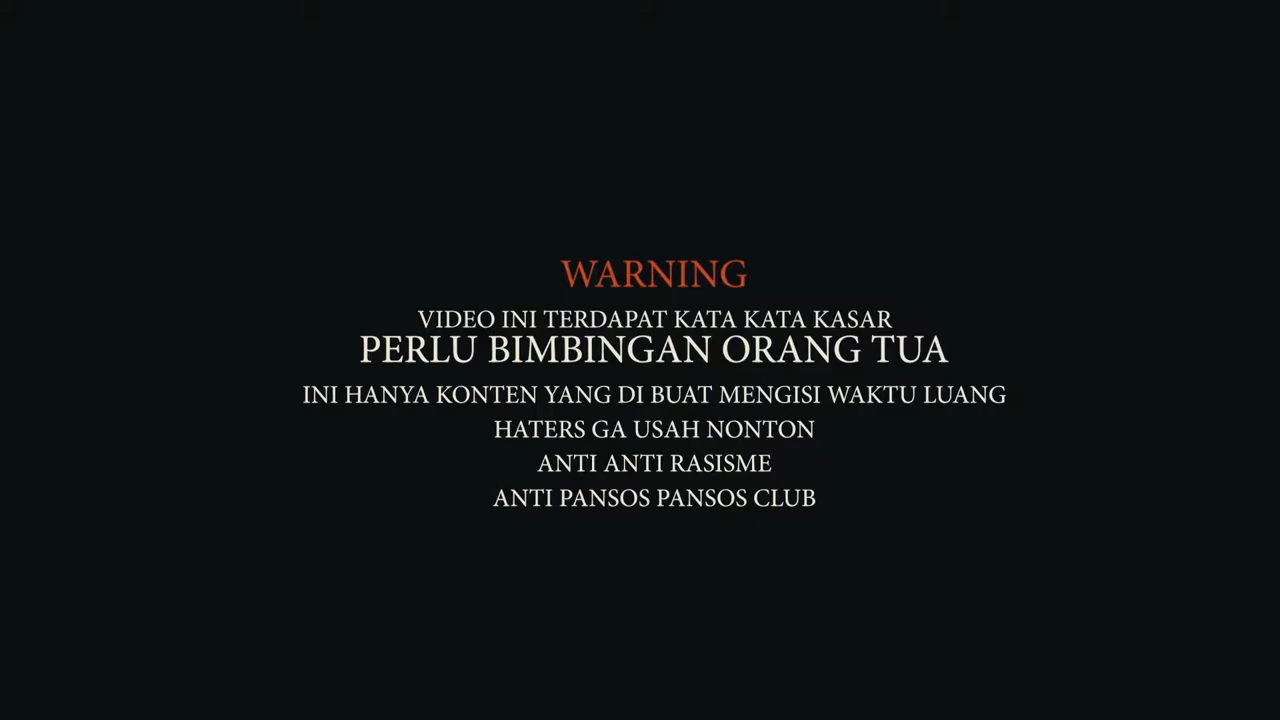 WARNING
VIDEO INI TERDAPAT KATA KATA KASAR
PERLU BIMBINGAN ORANG TUA
INI HANYA KONTEN YANG DI BUAT MENGISI WAKTU LUANG
HATERS GA USAH NONTON
ANTI ANTI RASISME
ANTI PANSOS PANSOS CLUB